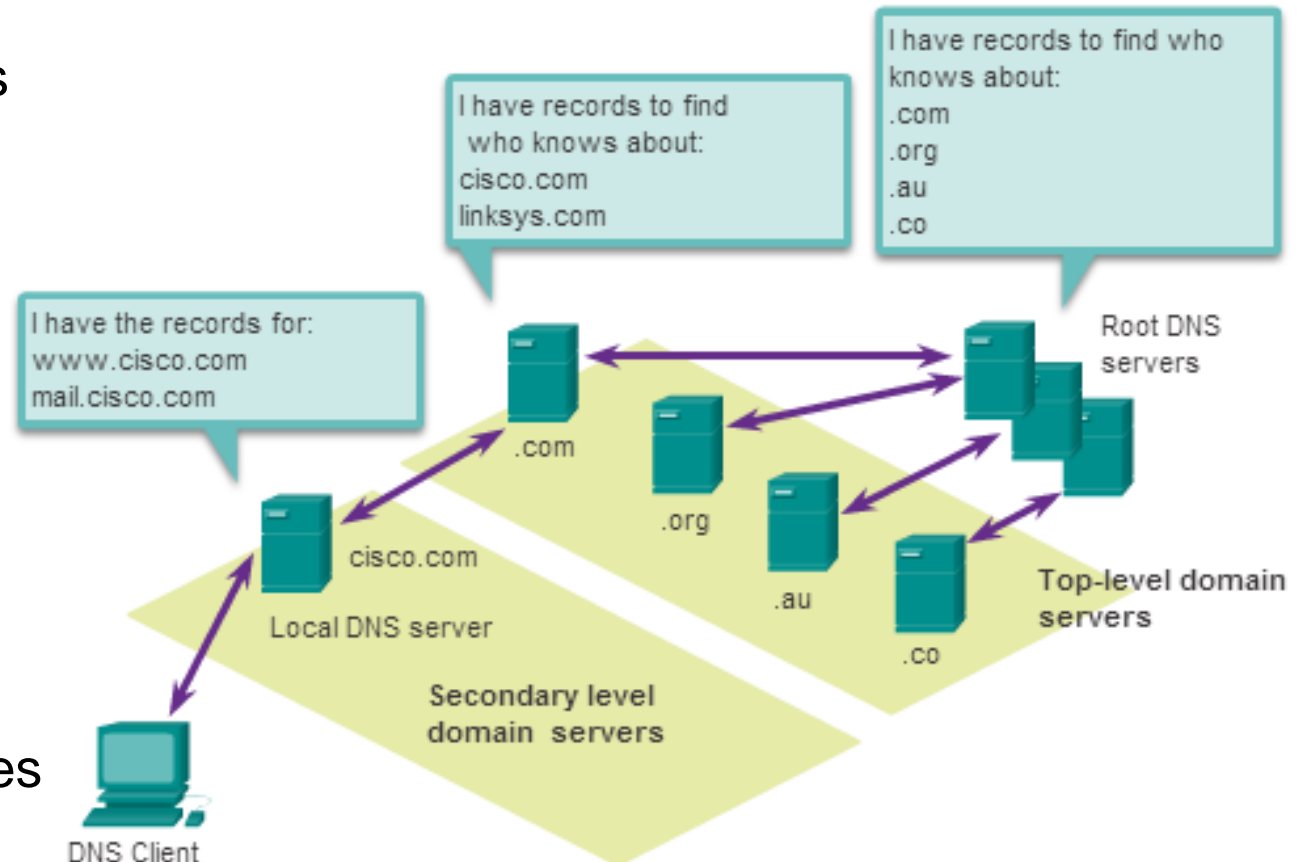 s
I have records to find who
knows about:
.com
.org
.au
.co
I have records to find
who knows about:
cisco.com
linksys.com
I have the records for:
www.cisco.com
mail.cisco.com
Root DNS
servers
.com
.org
.au
.co
Top-level domain
servers
cisco.com
Local DNS server
Secondary level
domain servers
es
DNS Client